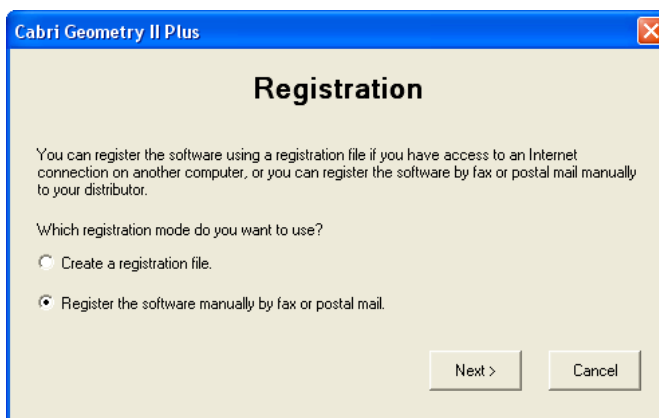 Cabri Geometry II Plus
Registration
You can register the software using a registration file if you have access to an Internet
connection on another computer, or you can register the software by fax or postal mail manually
to your distributor.
Which registration mode do you want to use?
Create a registration file.
Register the software manually by fax or postal mail.
Next > Cancel